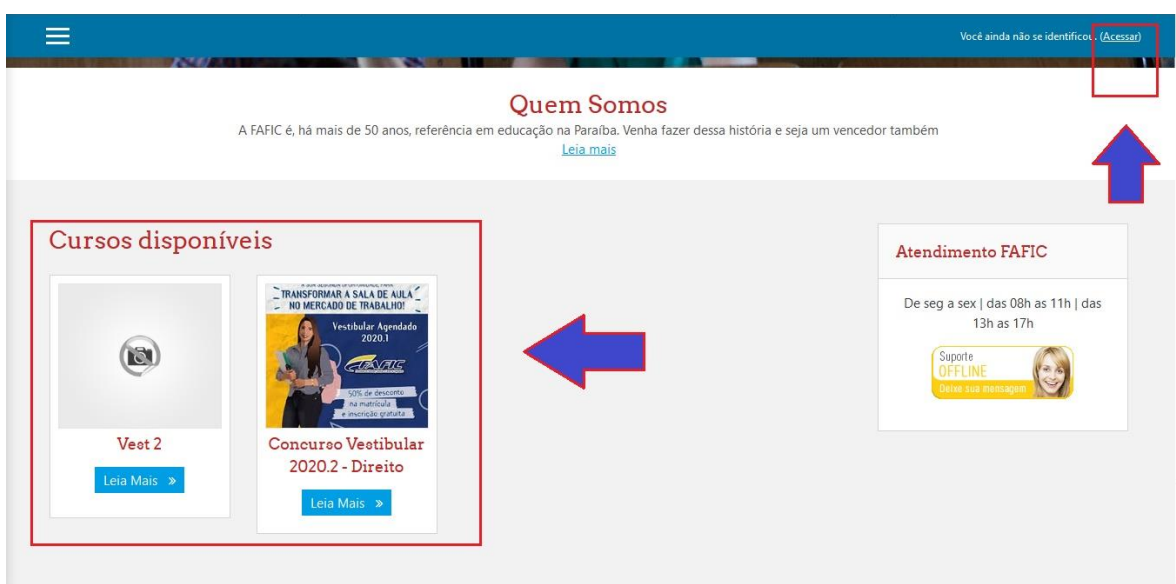 Você ainda não se identificou. (Acessar)
Quem Somos
A FAFIC é, há mais de 50 anos, referência em educação na Paraíba. Venha fazer dessa história e seja um vencedor também
Leia mais
Cursos disponíveis
TRANSFORMAR A SALA DE AULA
NO MERCADO DE TRABALHO!
Vestibular Agendado
2020.1
FAFIC
50% de desconto
na matrícula
e inscrição gratuita
Vest 2
Leia Mais »
Concurso Vestibular
2020.2 - Direito
Leia Mais »
Atendimento FAFIC
De seg a sex | das 08h as 11h | das
13h as 17h
Suporte
OFFLINE
Deixe sua mensagem